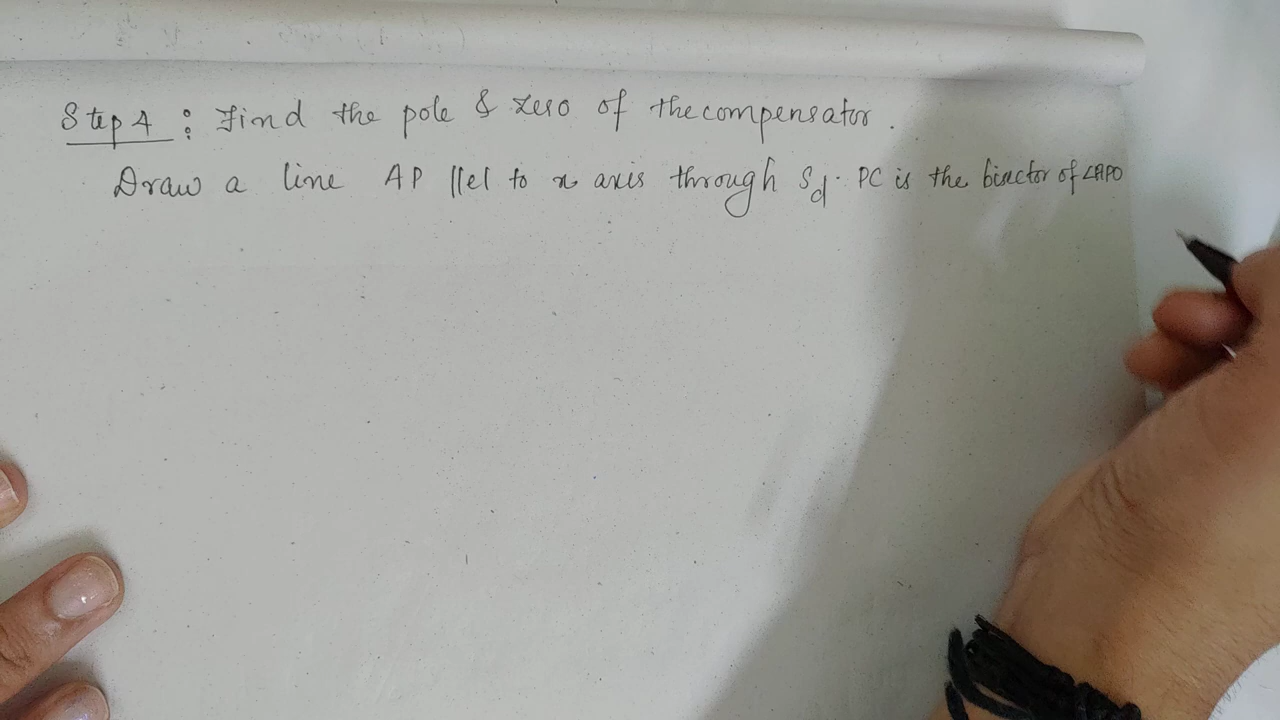 Step 4 : Find the pole & zero of the compensator.
Draw a line AP llel to x axis through Sd. PC is the bisector of ∠APO